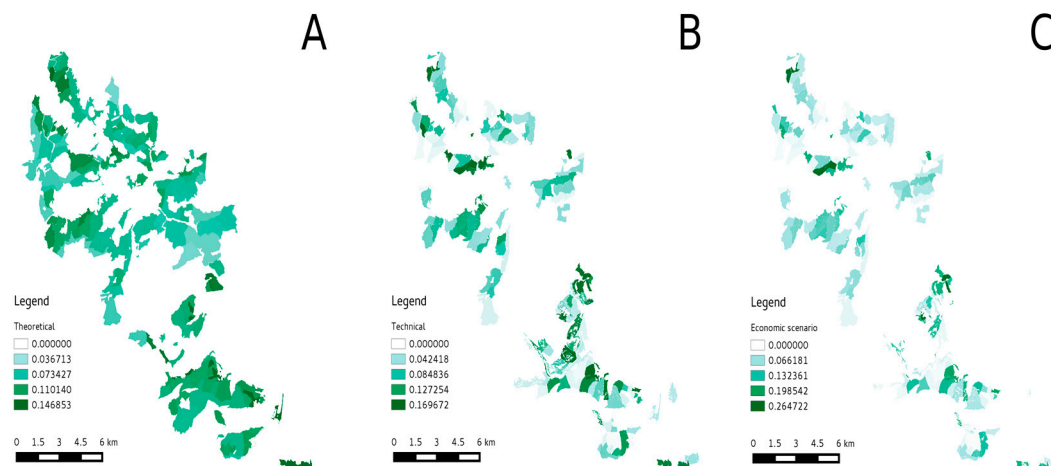 A
Legend
Theoretical
0.000000
0.036713
0.073427
0.110140
0.146853
0 1.5 3 4.5 6 km
B
Legend
Technical
0.000000
0.042418
0.084836
0.127254
0.169672
0 1.5 3 4.5 6 km
C
Legend
Economic scenario
0.000000
0.066181
0.132361
0.198542
0.264722
0 1.5 3 4.5 6 km